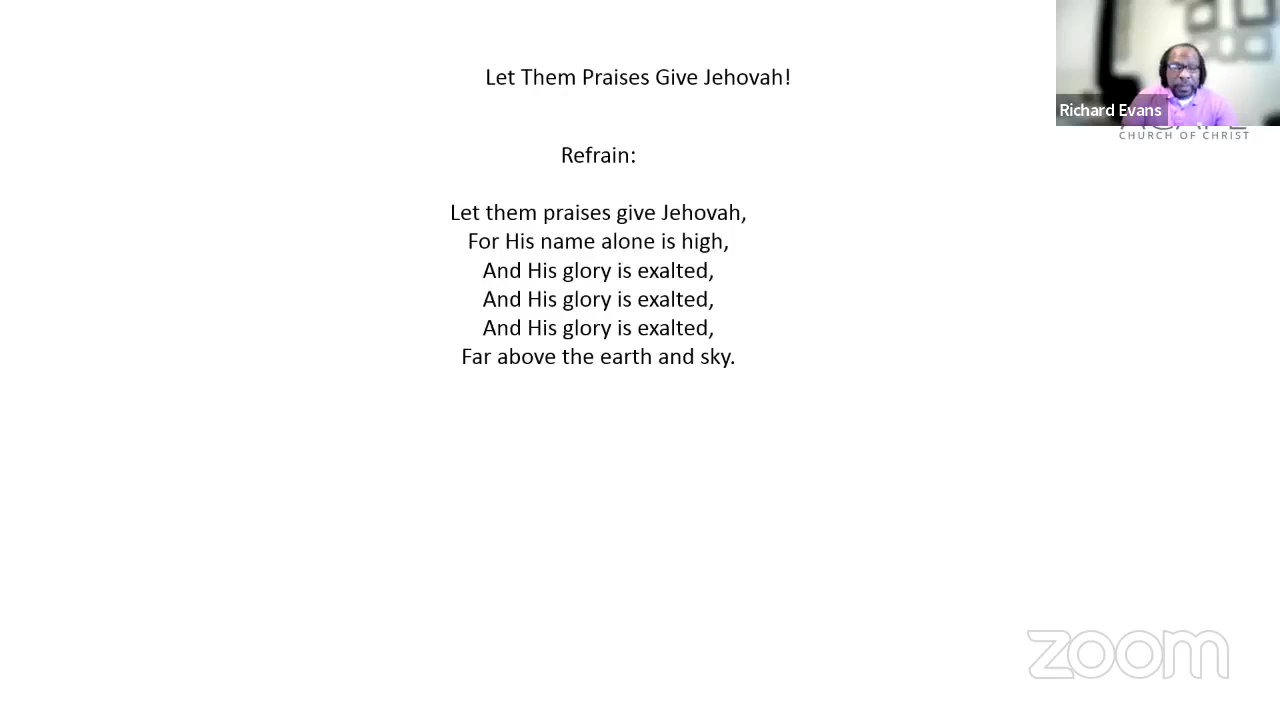 Let Them Praises Give Jehovah!
Richard Evans
CHURCH OF CHRIST
Refrain:
Let them praises give Jehovah,
For His name alone is high,
And His glory is exalted,
And His glory is exalted,
And His glory is exalted,
Far above the earth and sky.
zoom